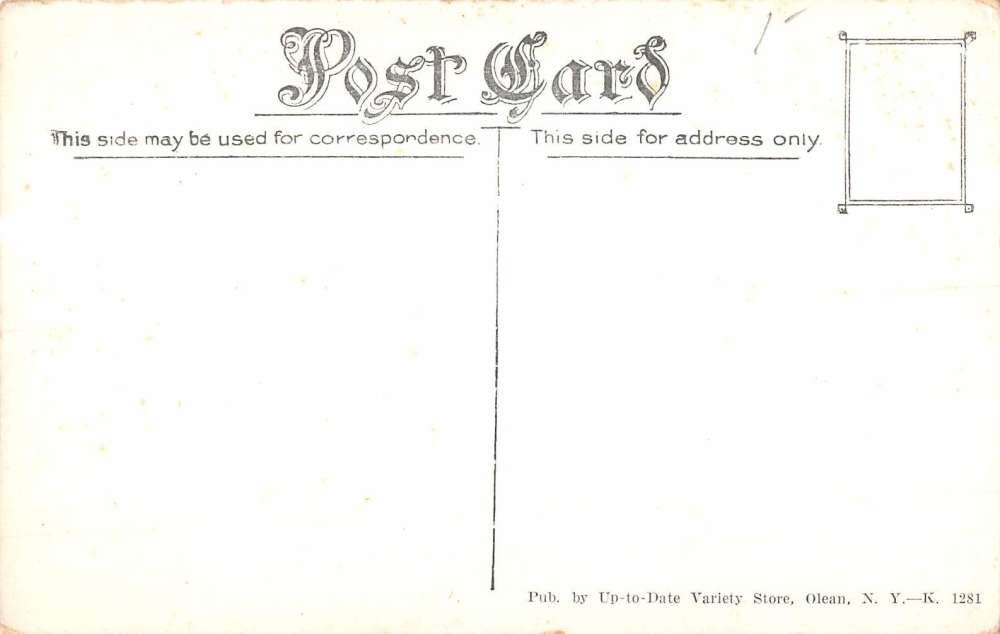 Post Card
This side may be used for correspondence.
This side for address only.
Pub. by Up-to-Date Variety Store, Olean, N. Y.—K. 1281